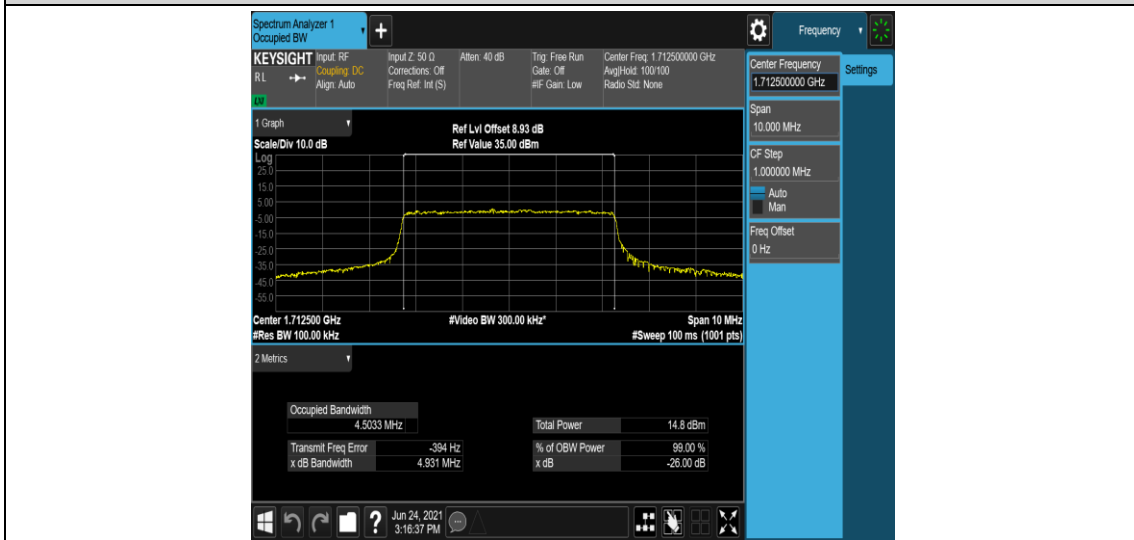 Spectrum Analyzer 1
Occupied BW
+
Frequency
KEYSIGHT
RL
LXI
Input: RF
Coupling: DC
Align: Auto
Input Z: 50 Ω
Corrections: Off
Freq Ref: Int (S)
Atten: 40 dB
Trig: Free Run
Gate: Off
#IF Gain: Low
Center Freq: 1.712500000 GHz
Avg|Hold: 100/100
Radio Std: None
Center Frequency
1.712500000 GHz
Settings
Span
10.000 MHz
CF Step
1.000000 MHz
Auto
Man
Freq Offset
0 Hz
1 Graph
Scale/Div 10.0 dB
Ref Lvl Offset 8.93 dB
Ref Value 35.00 dBm
Log
25.0
15.0
5.00
-5.00
-15.0
-25.0
-35.0
-45.0
-55.0
Center 1.712500 GHz
#Video BW 300.00 kHz*
Span 10 MHz
#Res BW 100.00 kHz
#Sweep 100 ms (1001 pts)
2 Metrics
Occupied Bandwidth
4.5033 MHz
Total Power 14.8 dBm
Transmit Freq Error -394 Hz
% of OBW Power 99.00 %
x dB Bandwidth 4.931 MHz
x dB -26.00 dB
?
Jun 24, 2021
3:16:37 PM